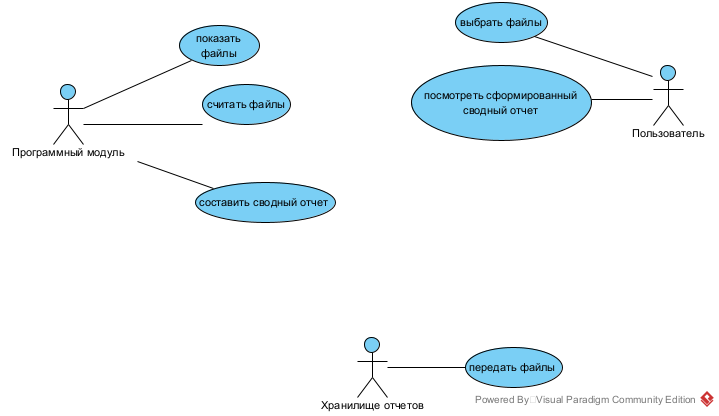 выбрать файлы
показать
файлы
посмотреть сформированный
сводный отчет
считать файлы
Пользователь
Программный модуль
составить сводный отчет
передать файлы
Powered By Visual Paradigm Community Edition
Хранилище отчетов